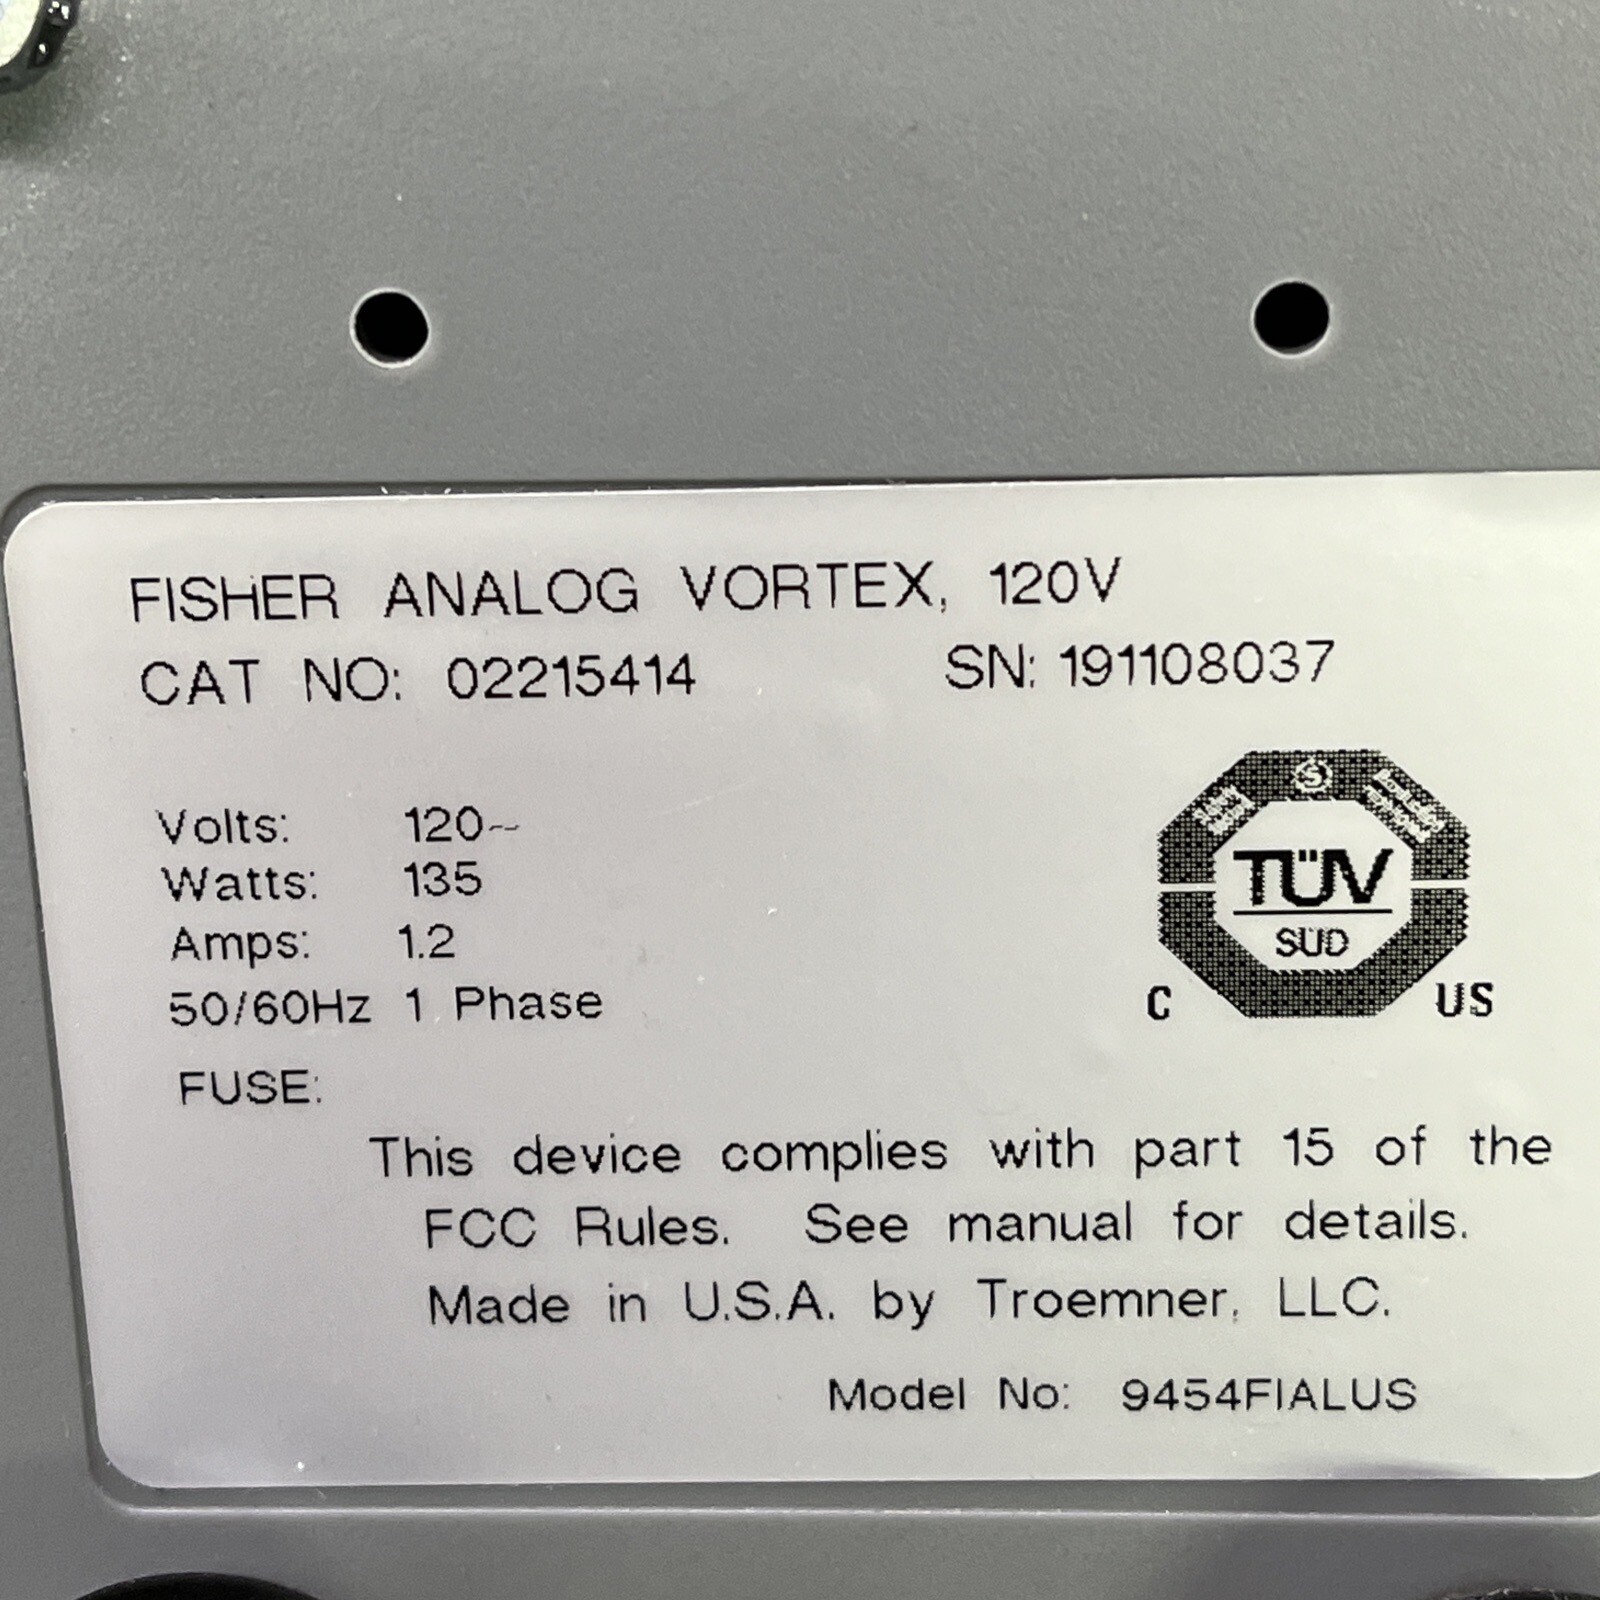 FISHER ANALOG VORTEX, 120V
CAT NO: 02215414 SN: 191108037
Volts: 120~
Watts: 135
Amps: 1.2
50/60Hz 1 Phase
FUSE:
TÜV
SÜD
C US
This device complies with part 15 of the
FCC Rules. See manual for details.
Made in U.S.A. by Troemner, LLC.
Model No: 9454FIALUS